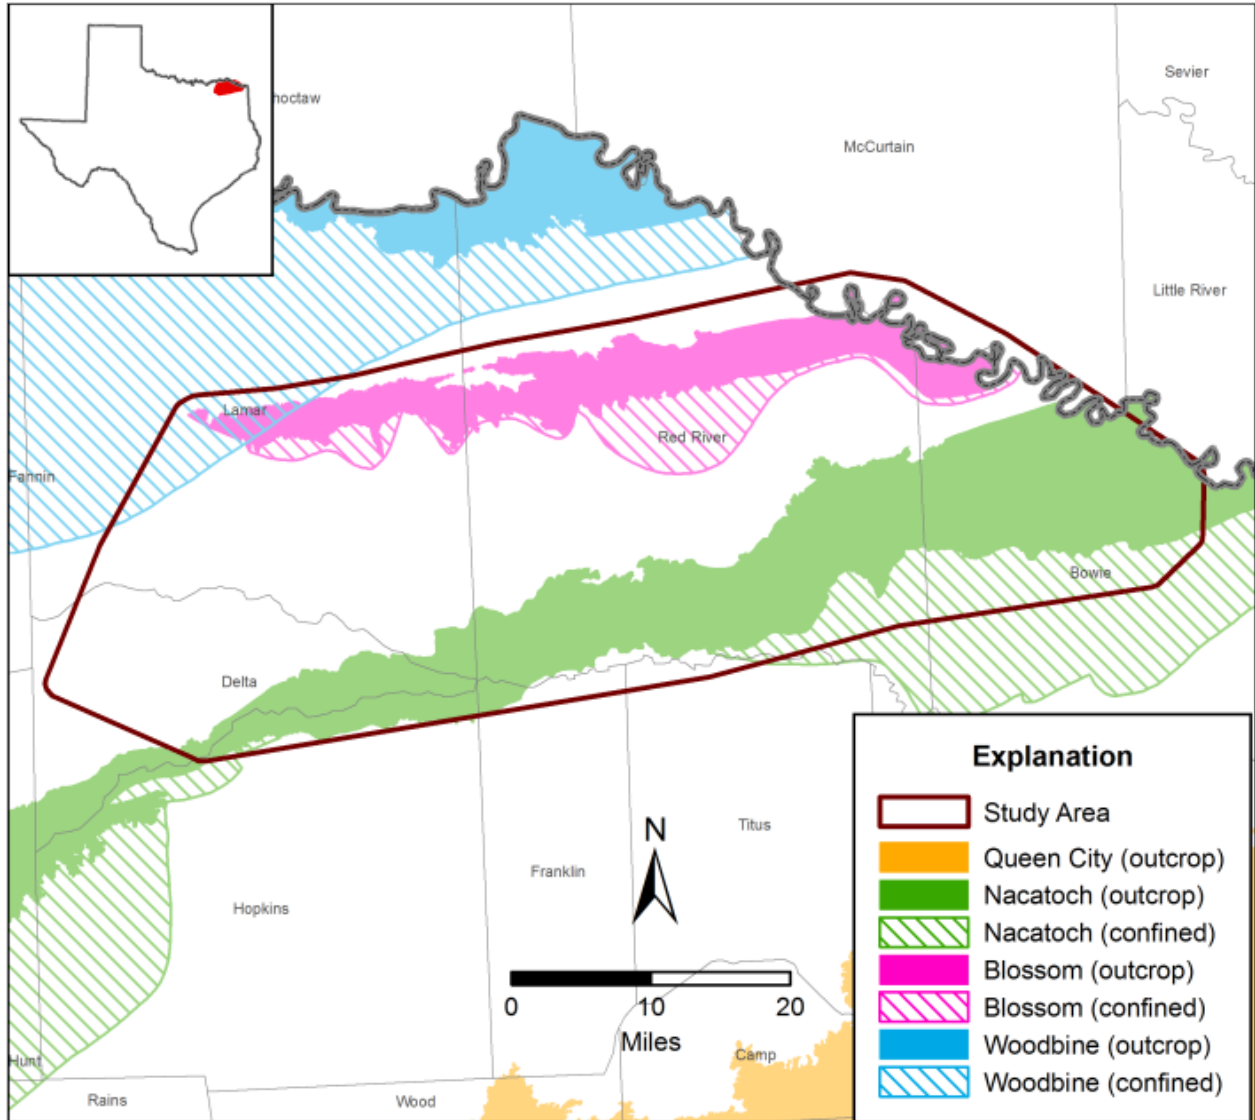 Sevier
hoctaw
McCurtain
Little River
Lamar
Red River
Fannin
Bowie
Delta
Explanation
Study Area
Queen City (outcrop)
Nacatoch (outcrop)
Nacatoch (confined)
Blossom (outcrop)
Blossom (confined)
Woodbine (outcrop)
Woodbine (confined)
N
Titus
Franklin
Hopkins
0 10 20
Miles
Camp
Hunt
Rains
Wood